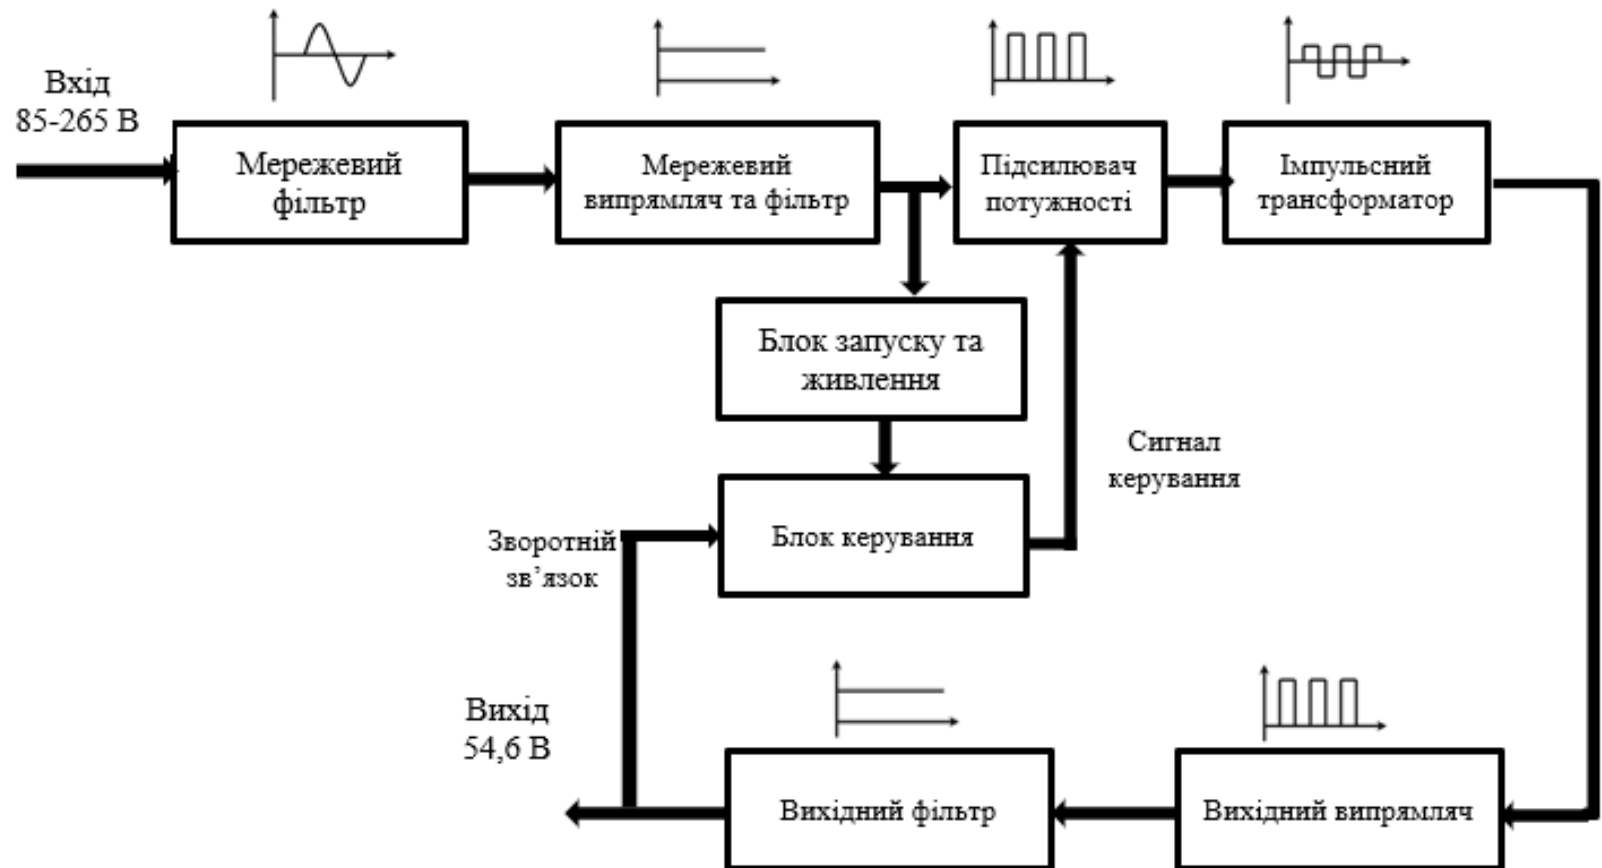 Вхід
85-265 В
Мережевий
фільтр
Мережевий
випрямляч та фільтр
Підсилювач
потужності
Імпульсний
трансформатор
Блок запуску та
живлення
Сигнал
керування
Блок керування
Зворотній
зв’язок
Вихід
54,6 В
Вихідний фільтр
Вихідний випрямляч